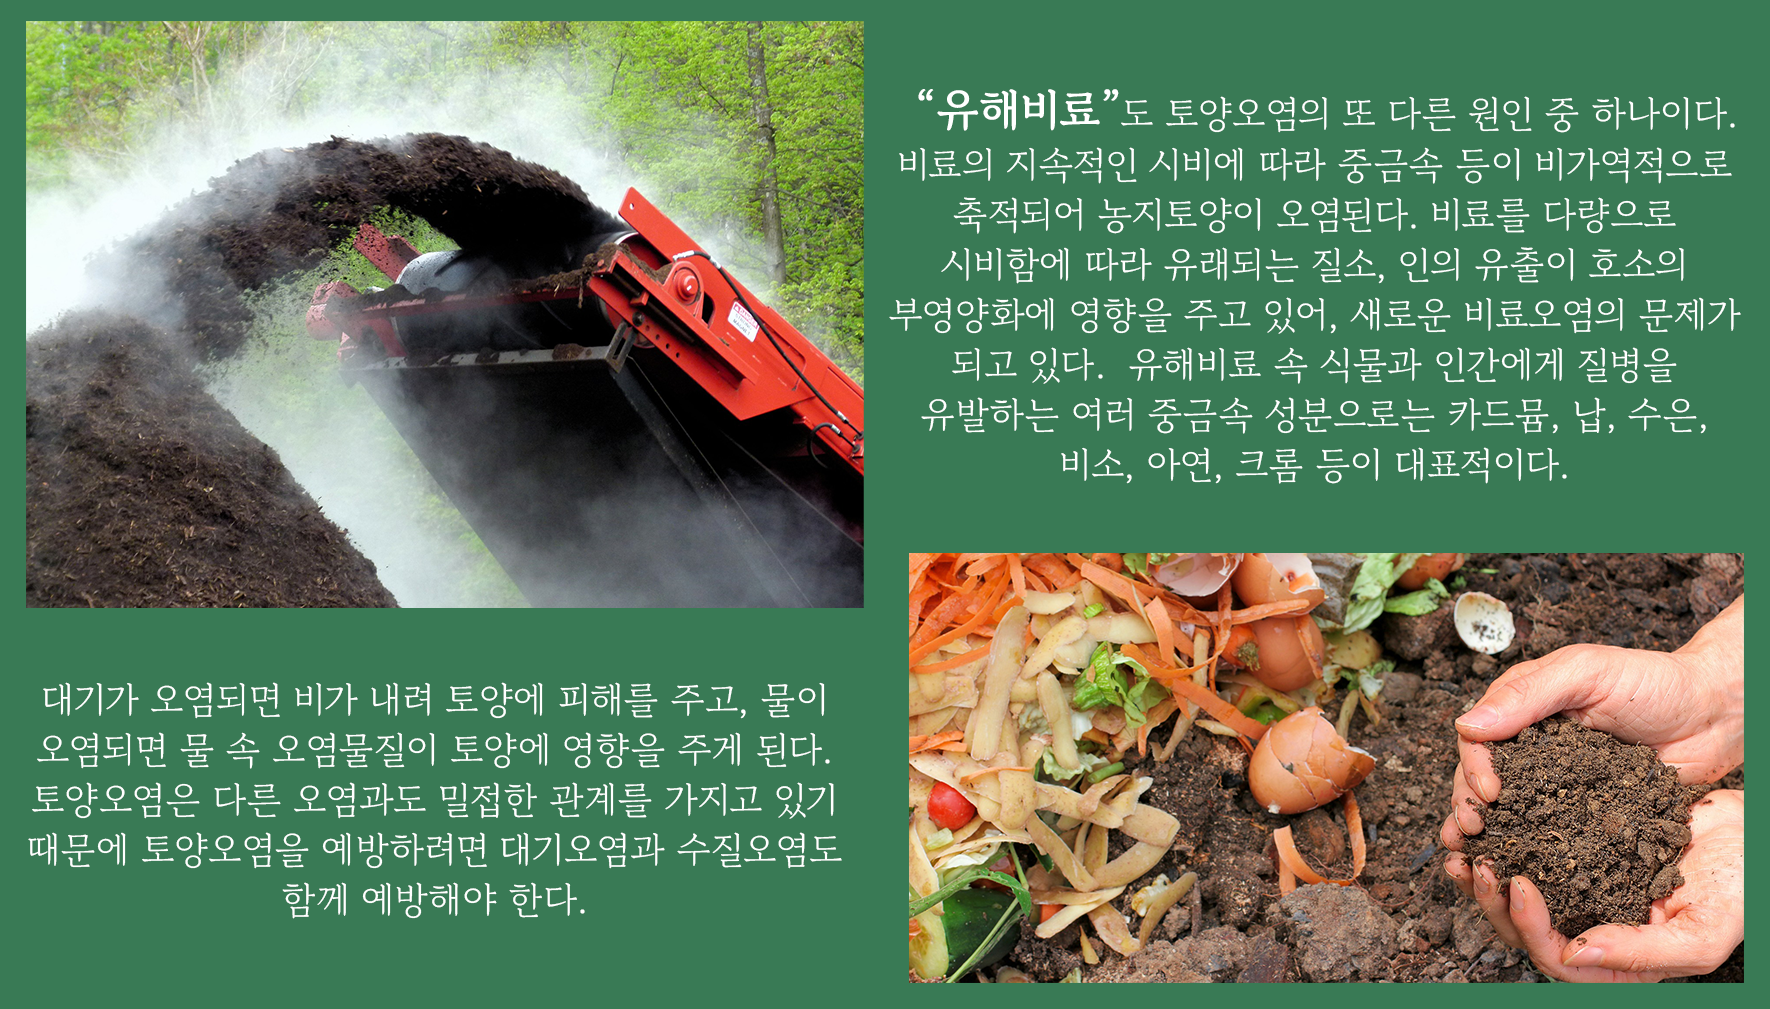 “유해비료”도 토양오염의 또 다른 원인 중 하나이다.
비료의 지속적인 시비에 따라 중금속 등이 비가역적으로
축적되어 농지토양이 오염된다. 비료를 다량으로
시비함에 따라 유래되는 질소, 인의 유출이 호소의
부영양화에 영향을 주고 있어, 새로운 비료오염의 문제가
되고 있다. 유해비료 속 식물과 인간에게 질병을
유발하는 여러 중금속 성분으로는 카드뮴, 납, 수은,
비소, 아연, 크롬 등이 대표적이다.
대기가 오염되면 비가 내려 토양에 피해를 주고, 물이
오염되면 물 속 오염물질이 토양에 영향을 주게 된다.
토양오염은 다른 오염과도 밀접한 관계를 가지고 있기
때문에 토양오염을 예방하려면 대기오염과 수질오염도
함께 예방해야 한다.